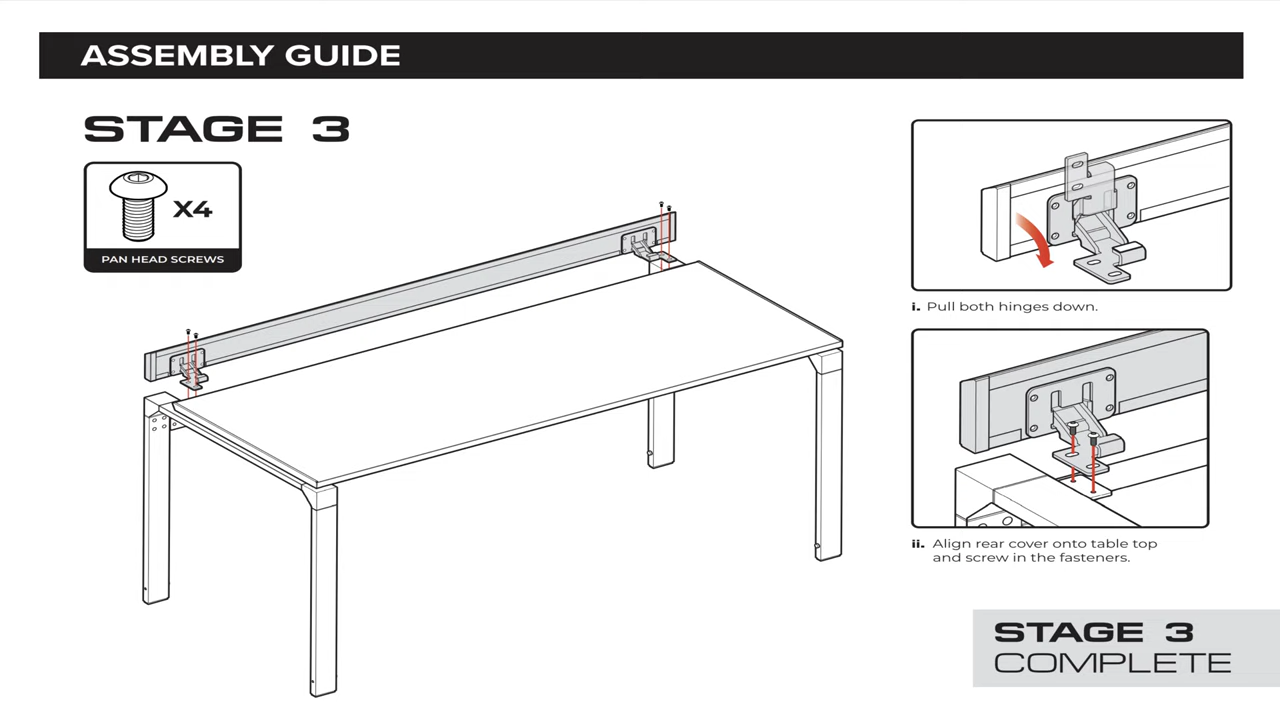 ASSEMBLY GUIDE
STAGE 3
X4
PAN HEAD SCREWS
i. Pull both hinges down.
ii. Align rear cover onto table top
and screw in the fasteners.
STAGE 3
COMPLETE